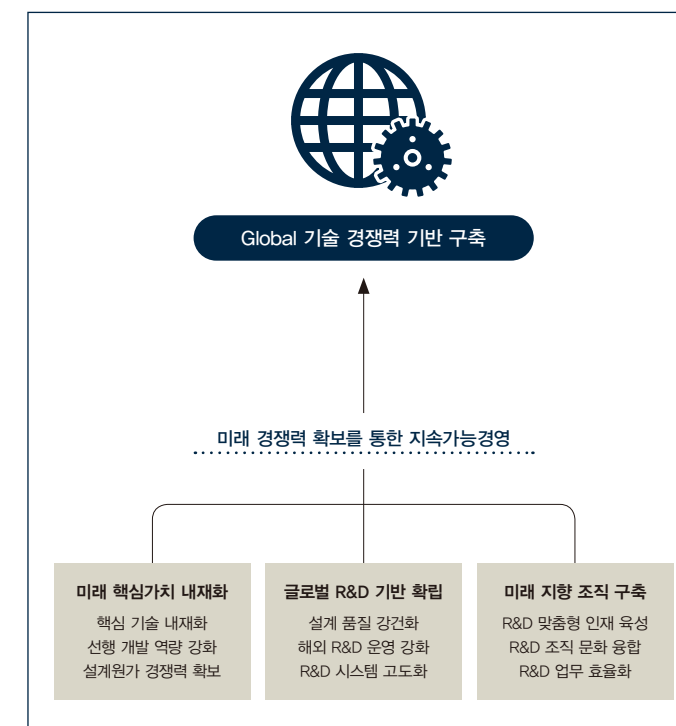 Global 기술 경쟁력 기반 구축
미래 경쟁력 확보를 통한 지속가능경영
미래 핵심가치 내재화
핵심 기술 내재화
선행 개발 역량 강화
설계원가 경쟁력 확보
글로벌 R&D 기반 확립
설계 품질 강건화
해외 R&D 운영 강화
R&D 시스템 고도화
미래 지향 조직 구축
R&D 맞춤형 인재 육성
R&D 조직 문화 융합
R&D 업무 효율화